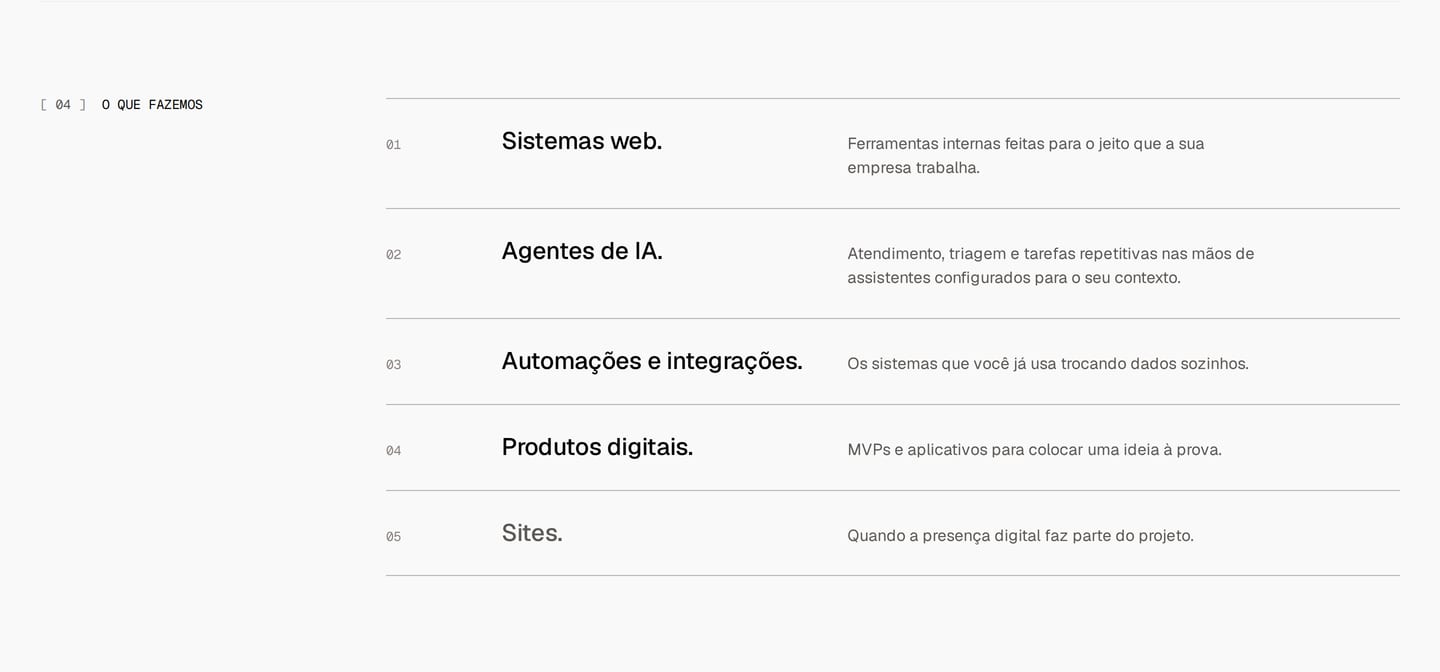 [ 04 ] O QUE FAZEMOS
01
Sistemas web.
Ferramentas internas feitas para o jeito que a sua
empresa trabalha.
02
Agentes de IA.
Atendimento, triagem e tarefas repetitivas nas mãos de
assistentes configurados para o seu contexto.
03
Automações e integrações.
Os sistemas que você já usa trocando dados sozinhos.
04
Produtos digitais.
MVPs e aplicativos para colocar uma ideia à prova.
05
Sites.
Quando a presença digital faz parte do projeto.